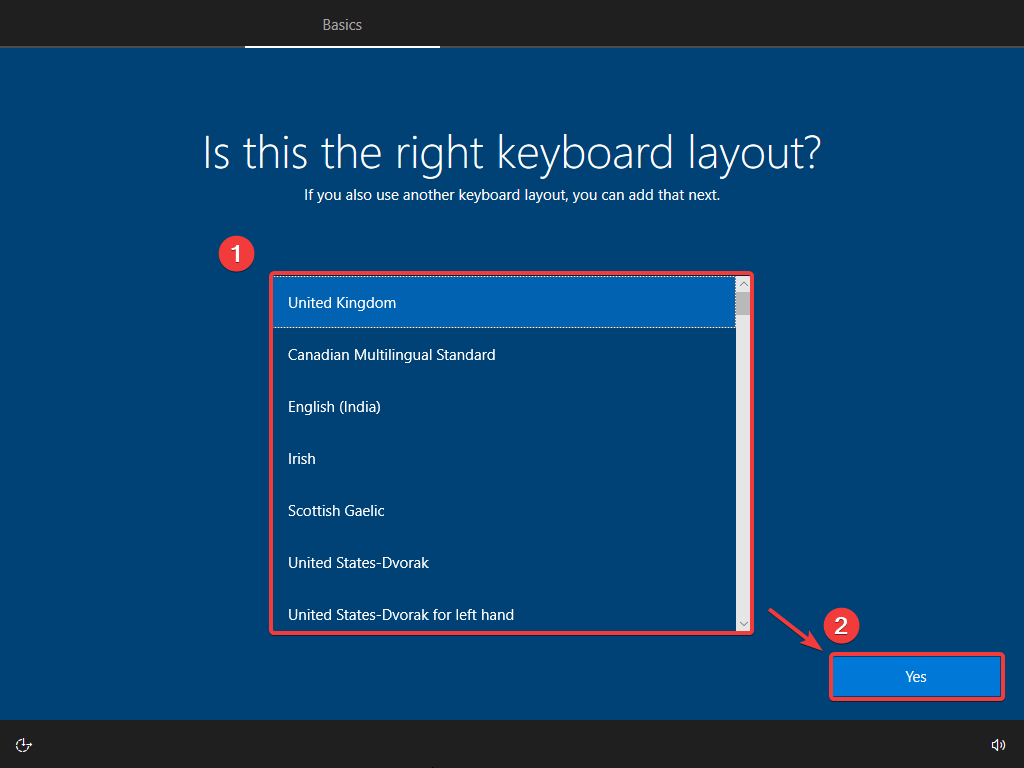 Basics
Is this the right keyboard layout?
If you also use another keyboard layout, you can add that next.
1
United Kingdom
Canadian Multilingual Standard
English (India)
Irish
Scottish Gaelic
United States-Dvorak
United States-Dvorak for left hand
2
Yes